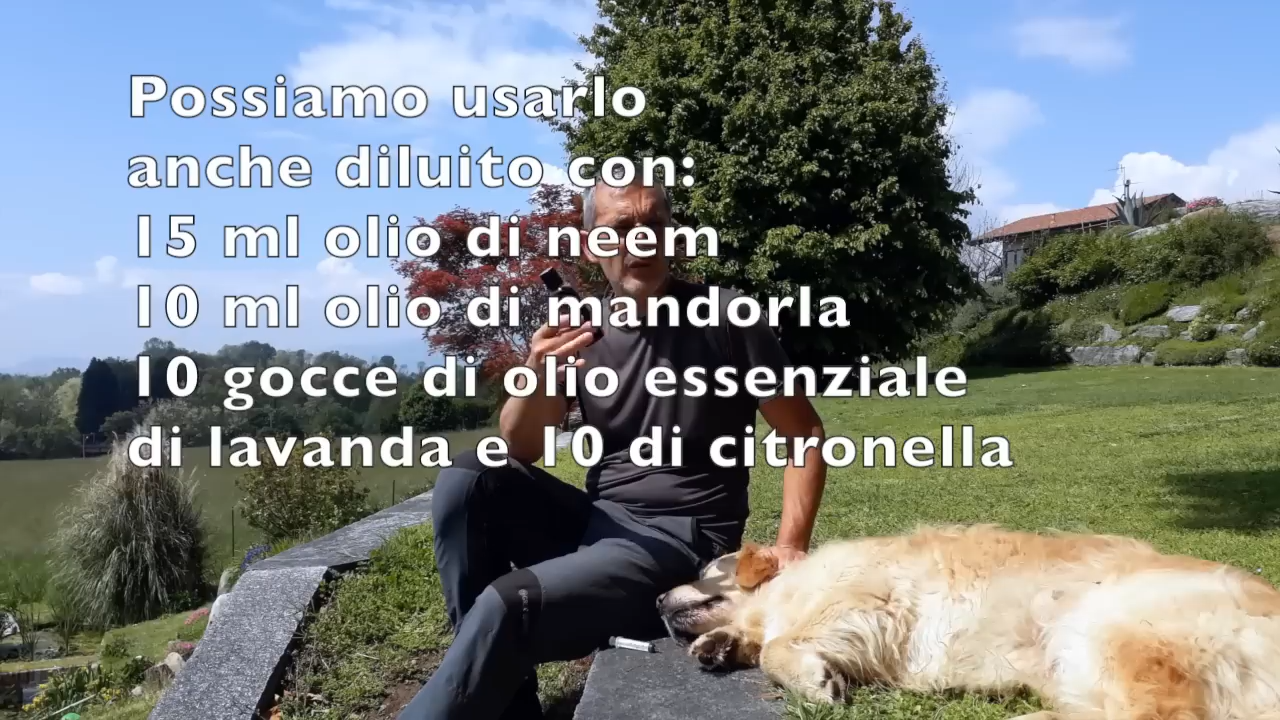 Possiamo usarlo
anche diluito con:
15 ml olio di neem
10 ml olio di mandorla
10 gocce di olio essenziale
di lavanda e 10 di citronella